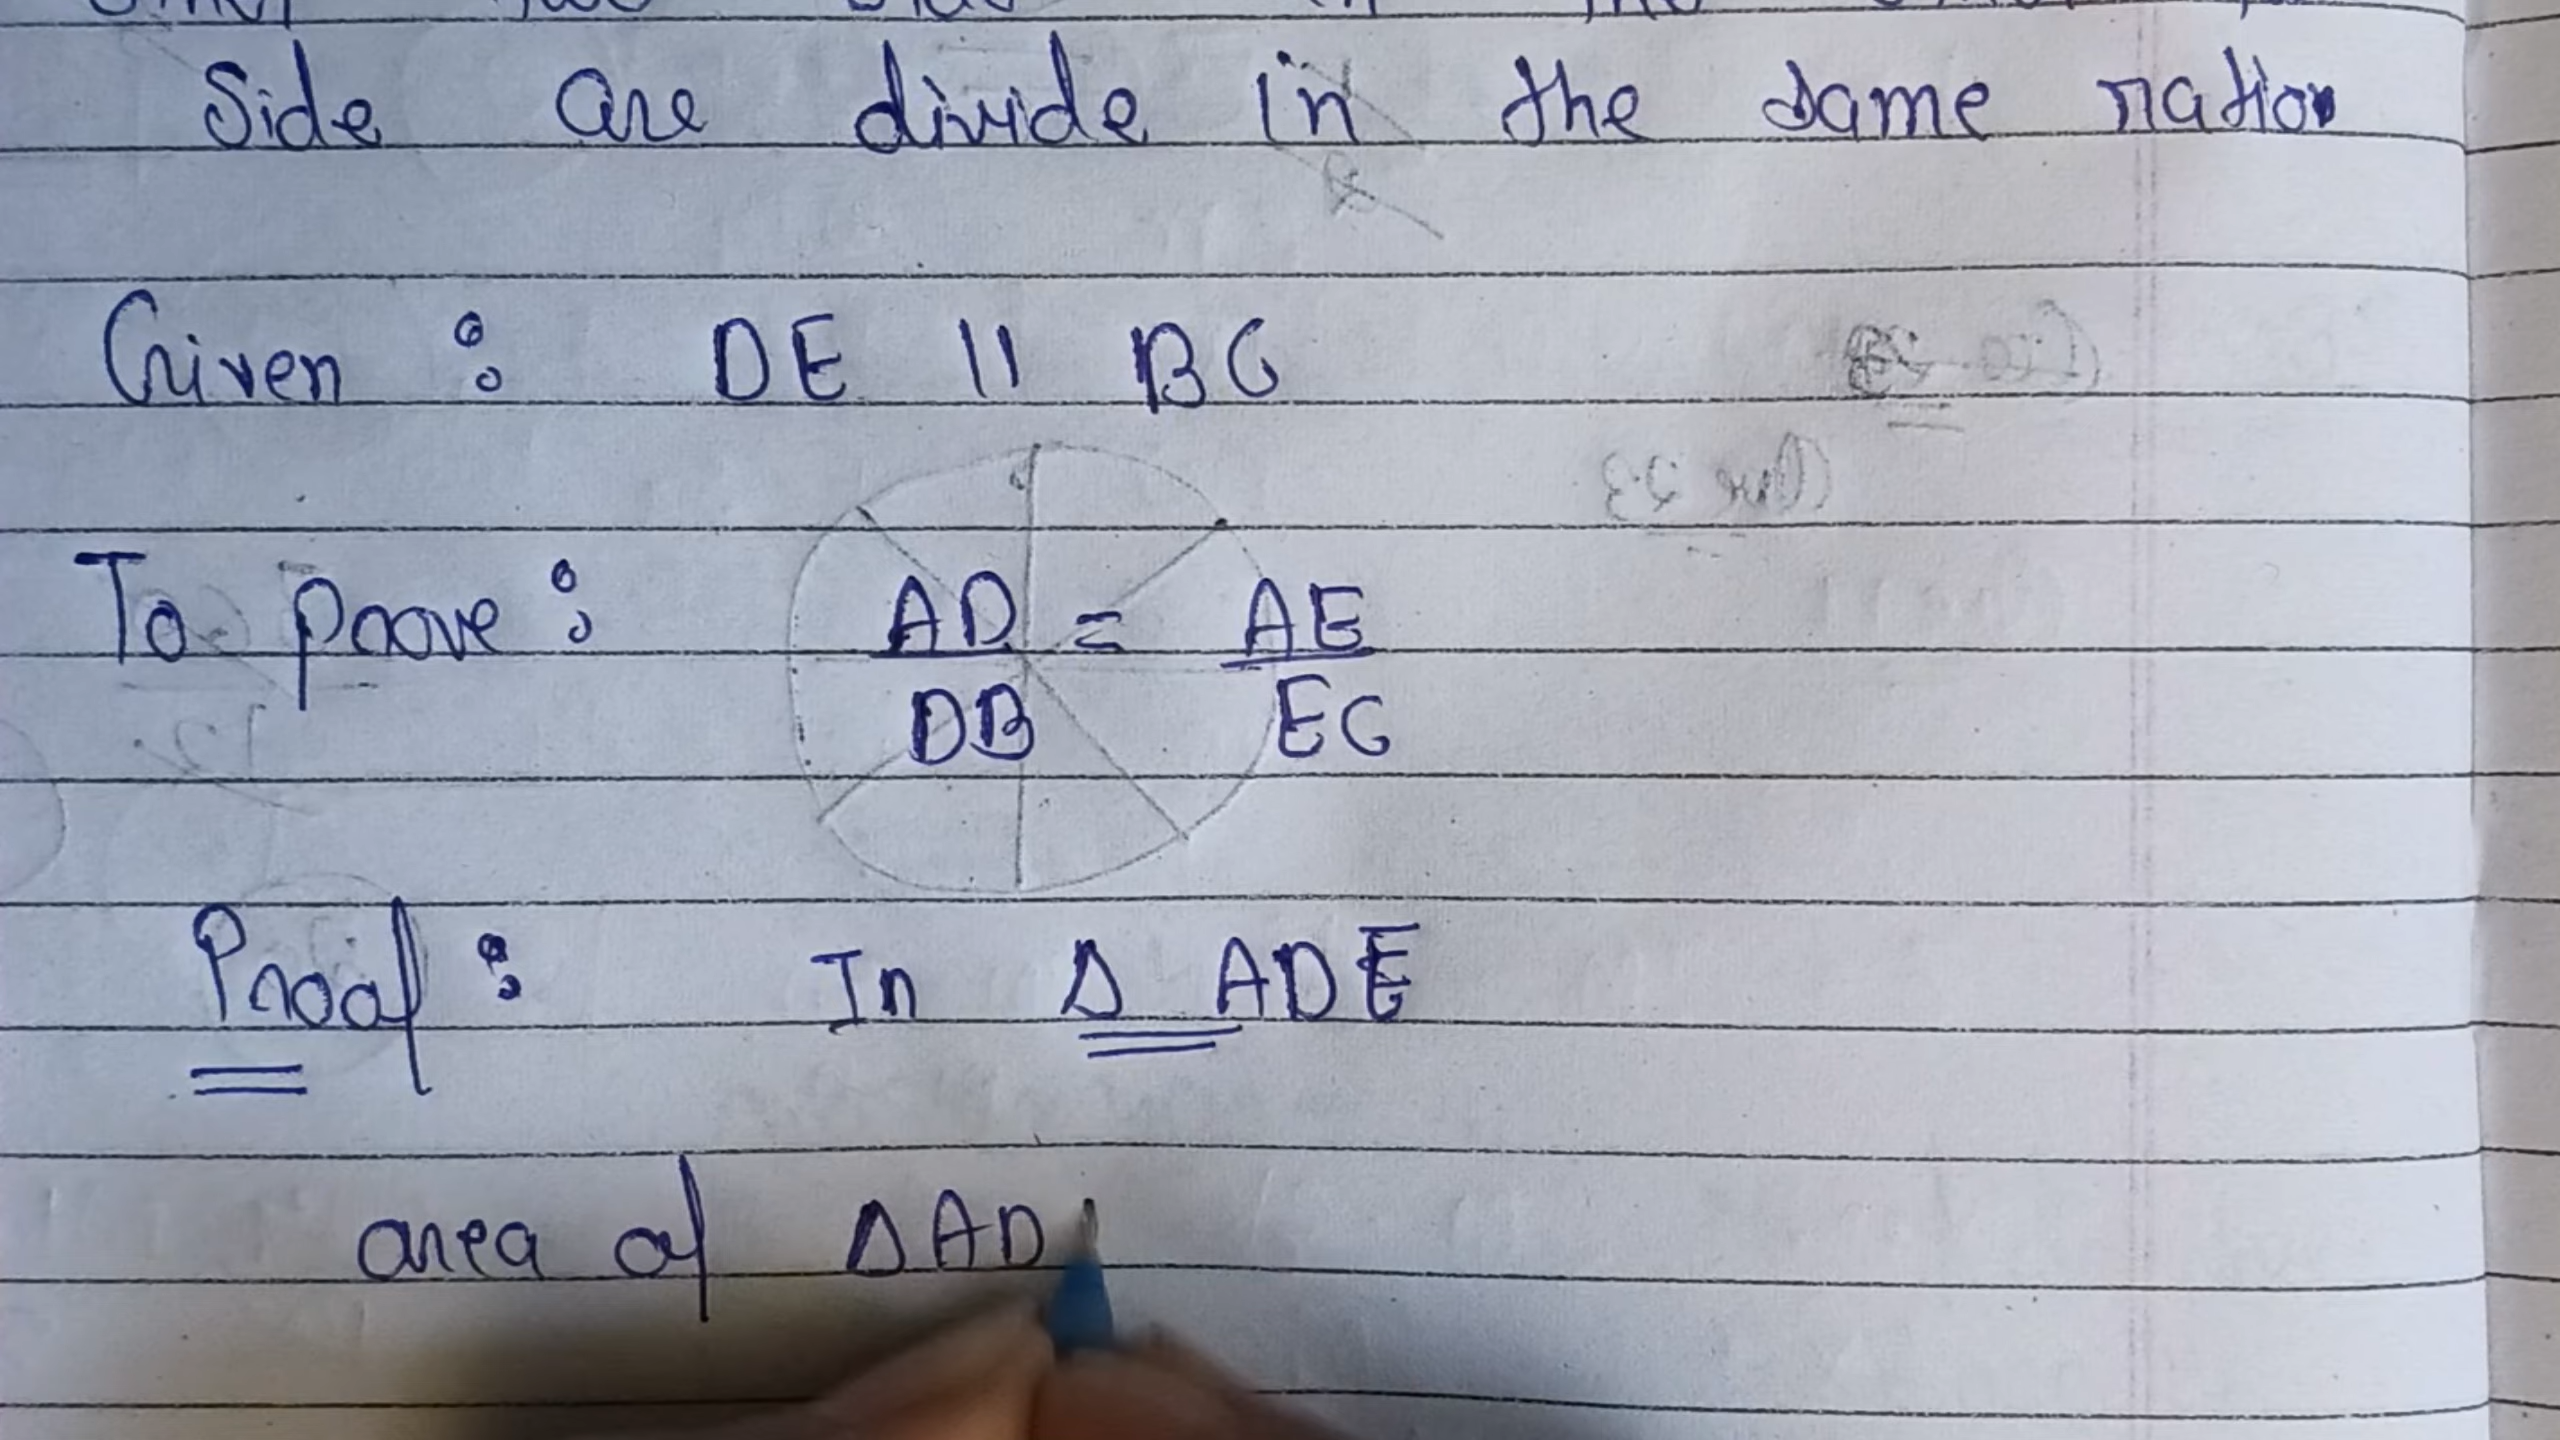 Side are divide in the same ration
Given : DE || BC
To prove : AD = AE
DB EC
Proof : In Δ ADE
area of ΔAD